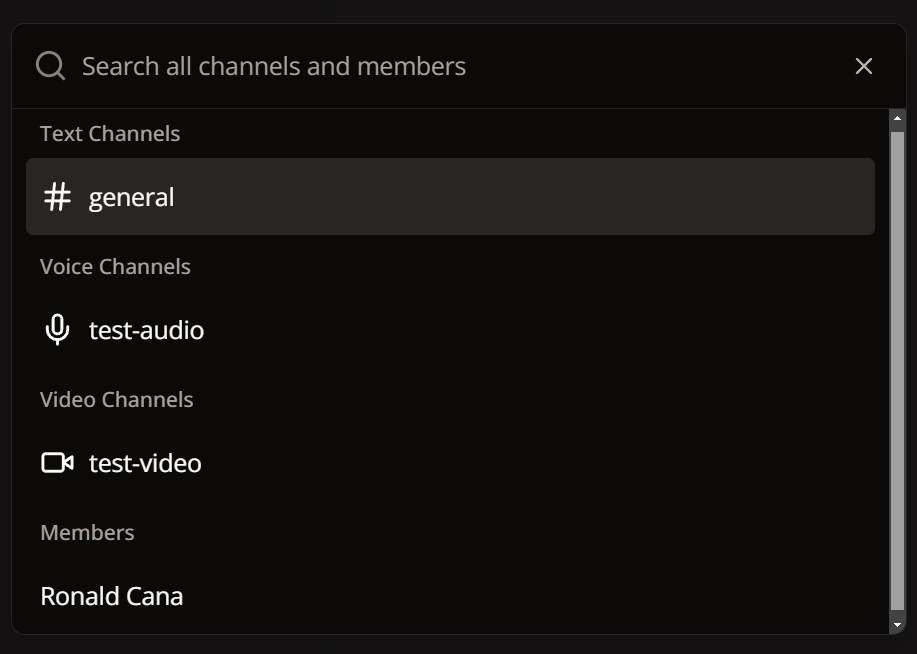 Search all channels and members
Text Channels
# general
Voice Channels
test-audio
Video Channels
test-video
Members
Ronald Cana